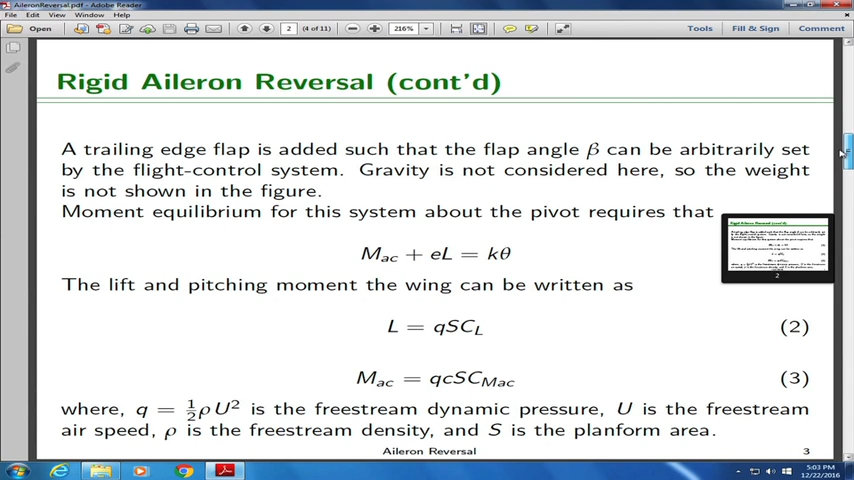 AileronReversal.pdf - Adobe Reader
File Edit View Window Help
Open 2 (4 of 11) 216% Tools Fill & Sign Comment
Rigid Aileron Reversal (cont'd)
A trailing edge flap is added such that the flap angle β can be arbitrarily set
by the flight-control system. Gravity is not considered here, so the weight
is not shown in the figure.
Moment equilibrium for this system about the pivot requires that
M_ac + eL = kθ
The lift and pitching moment the wing can be written as
L = qSC_L (2)
M_ac = qcSC_Mac (3)
where, q = ½ρU² is the freestream dynamic pressure, U is the freestream
air speed, ρ is the freestream density, and S is the planform area.
Aileron Reversal 3
2
5:03 PM
12/22/2016